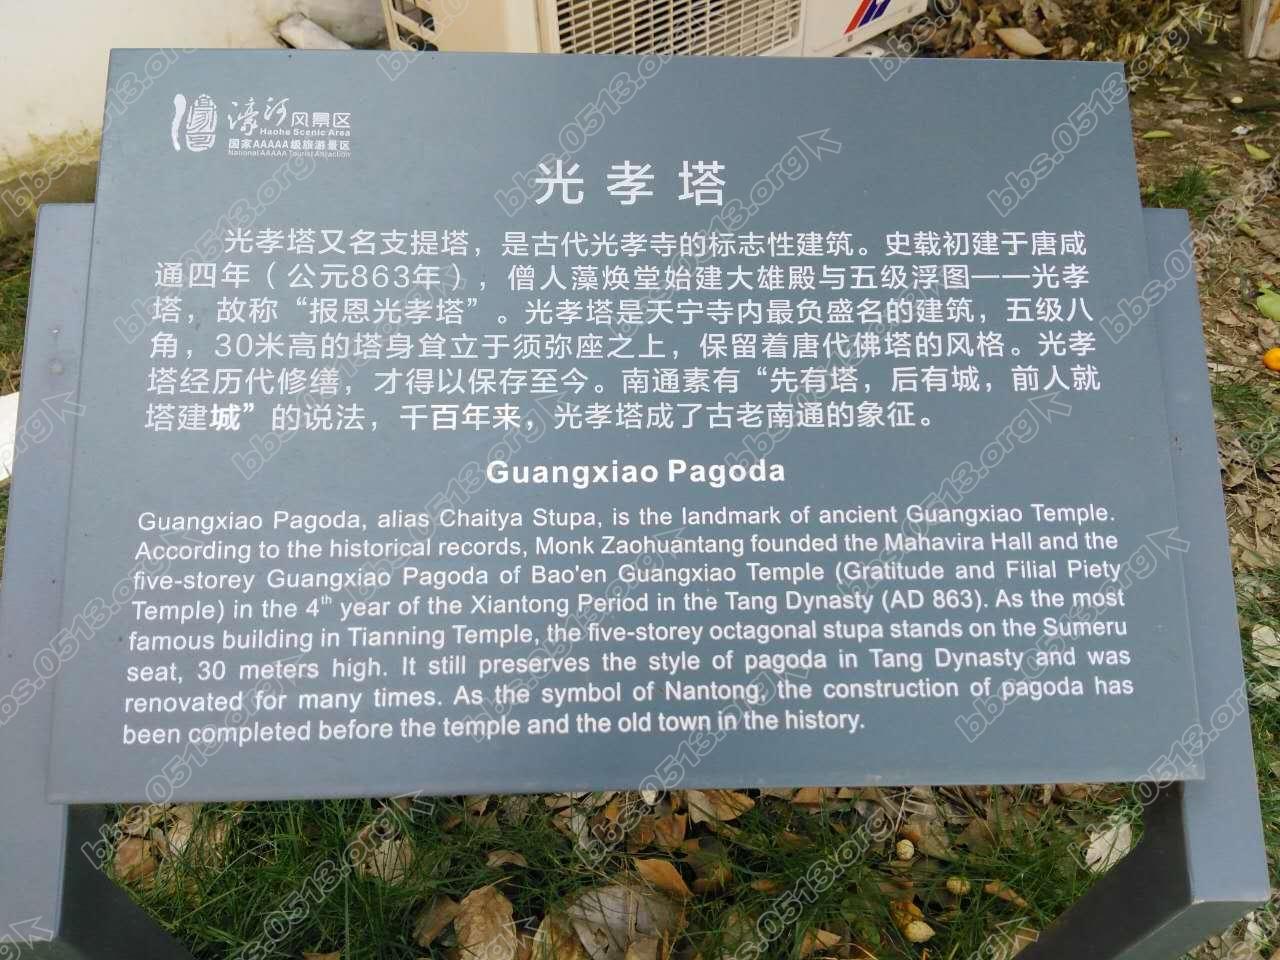 濠河风景区
Haohe Scenic Area
国家AAAAA级旅游景区
National AAAAA Tourist Attraction
光孝塔
光孝塔又名支提塔，是古代光孝寺的标志性建筑。史载初建于唐咸
通四年（公元863年），僧人藻焕堂始建大雄殿与五级浮图——光孝
塔，故称“报恩光孝塔”。光孝塔是天宁寺内最负盛名的建筑，五级八
角，30米高的塔身耸立于须弥座之上，保留着唐代佛塔的风格。光孝
塔经历代修缮，才得以保存至今。南通素有“先有塔，后有城，前人就
塔建城”的说法，千百年来，光孝塔成了古老南通的象征。
Guangxiao Pagoda
Guangxiao Pagoda, alias Chaitya Stupa, is the landmark of ancient Guangxiao Temple.
According to the historical records, Monk Zaohuantang founded the Mahavira Hall and the
five-storey Guangxiao Pagoda of Bao'en Guangxiao Temple (Gratitude and Filial Piety
Temple) in the 4th year of the Xiantong Period in the Tang Dynasty (AD 863). As the most
famous building in Tianning Temple, the five-storey octagonal stupa stands on the Sumeru
seat, 30 meters high. It still preserves the style of pagoda in Tang Dynasty and was
renovated for many times. As the symbol of Nantong, the construction of pagoda has
been completed before the temple and the old town in the history.
bbs.0513.org